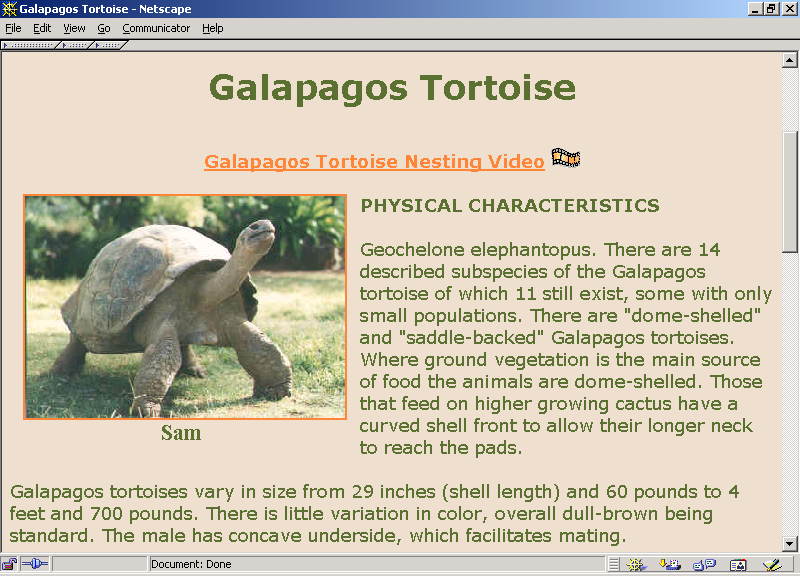 Galapagos Tortoise - Netscape
File Edit View Go Communicator Help
Galapagos Tortoise
Galapagos Tortoise Nesting Video
PHYSICAL CHARACTERISTICS
Geochelone elephantopus. There are 14
described subspecies of the Galapagos
tortoise of which 11 still exist, some with only
small populations. There are "dome-shelled"
and "saddle-backed" Galapagos tortoises.
Where ground vegetation is the main source
of food the animals are dome-shelled. Those
that feed on higher growing cactus have a
curved shell front to allow their longer neck
to reach the pads.
Sam
Galapagos tortoises vary in size from 29 inches (shell length) and 60 pounds to 4
feet and 700 pounds. There is little variation in color, overall dull-brown being
standard. The male has concave underside, which facilitates mating.
Document: Done